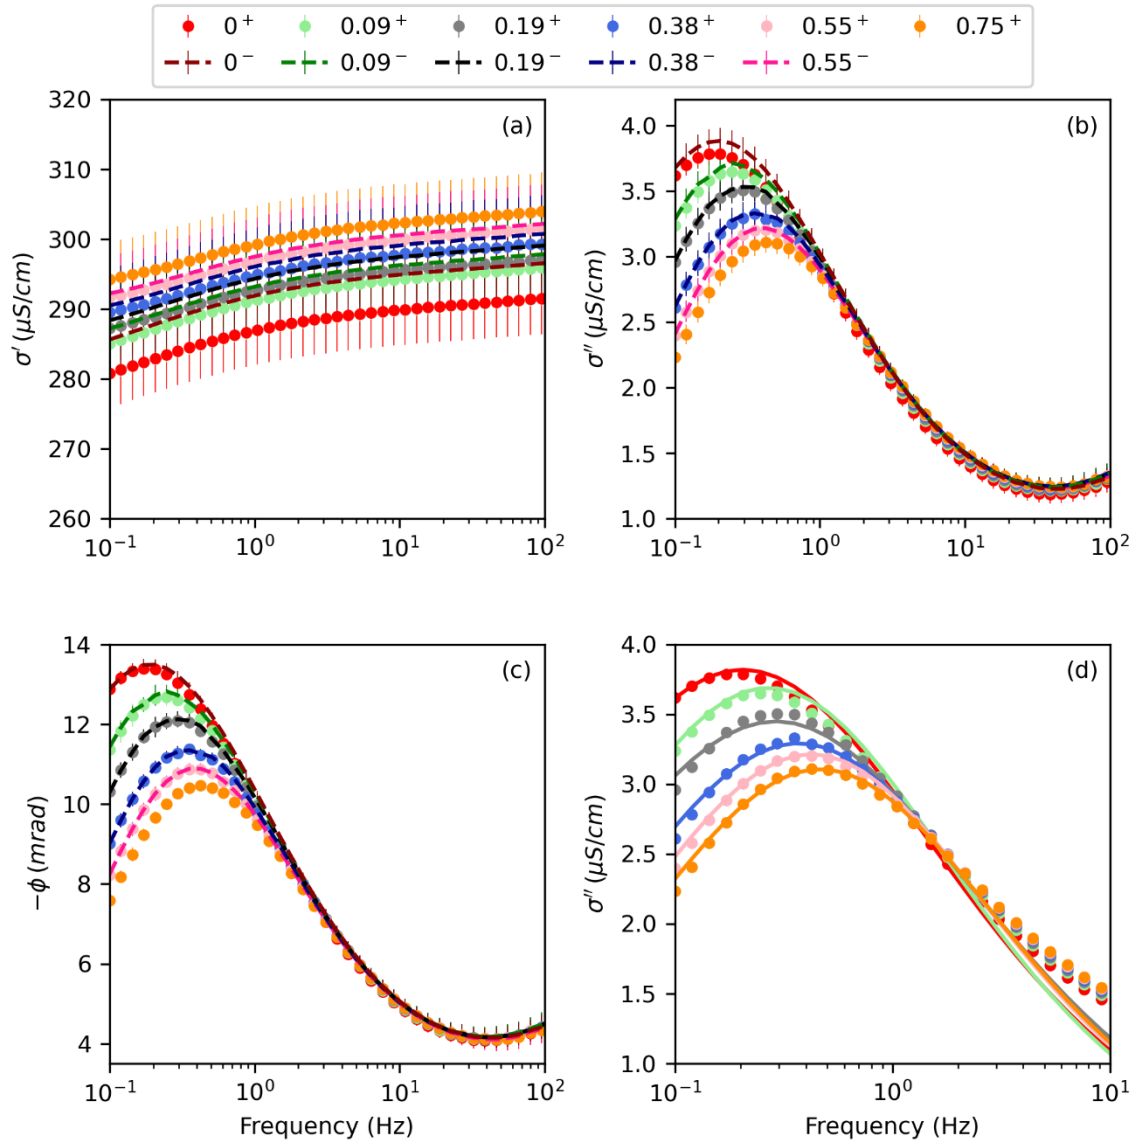 0⁺ 0.09⁺ 0.19⁺ 0.38⁺ 0.55⁺ 0.75⁺
0⁻ 0.09⁻ 0.19⁻ 0.38⁻ 0.55⁻
(a)
σ′ (μS/cm)
320
310
300
290
280
270
260
10⁻¹ 10⁰ 10¹ 10²
(b)
σ″ (μS/cm)
4.0
3.5
3.0
2.5
2.0
1.5
1.0
10⁻¹ 10⁰ 10¹ 10²
(c)
−ϕ (mrad)
14
12
10
8
6
4
10⁻¹ 10⁰ 10¹ 10²
Frequency (Hz)
(d)
σ″ (μS/cm)
4.0
3.5
3.0
2.5
2.0
1.5
1.0
10⁻¹ 10⁰ 10¹
Frequency (Hz)